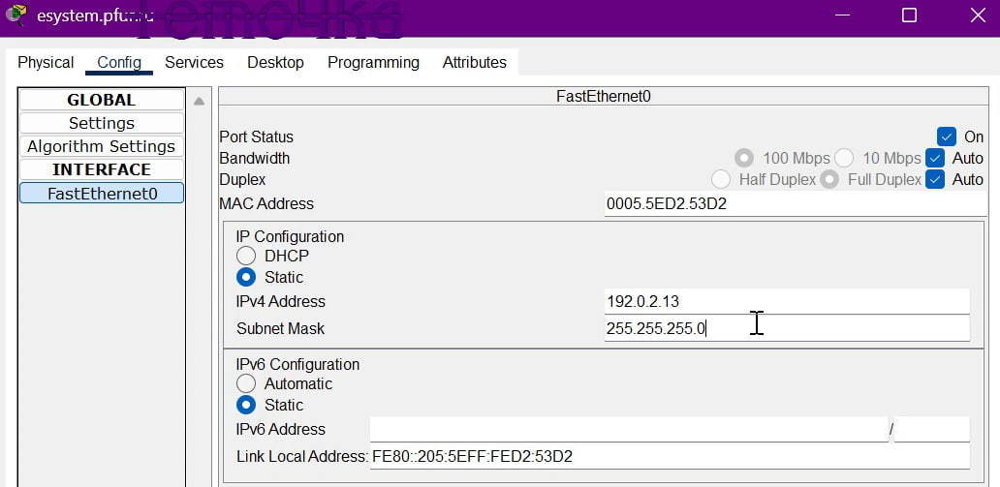 esystem.pfur.ru
Теточка
Physical Config Services Desktop Programming Attributes
GLOBAL
Settings
Algorithm Settings
INTERFACE
FastEthernet0
FastEthernet0
Port Status On
Bandwidth 100 Mbps 10 Mbps Auto
Duplex Half Duplex Full Duplex Auto
MAC Address 0005.5ED2.53D2
IP Configuration
DHCP
Static
IPv4 Address 192.0.2.13
Subnet Mask 255.255.255.0
IPv6 Configuration
Automatic
Static
IPv6 Address /
Link Local Address: FE80::205:5EFF:FED2:53D2